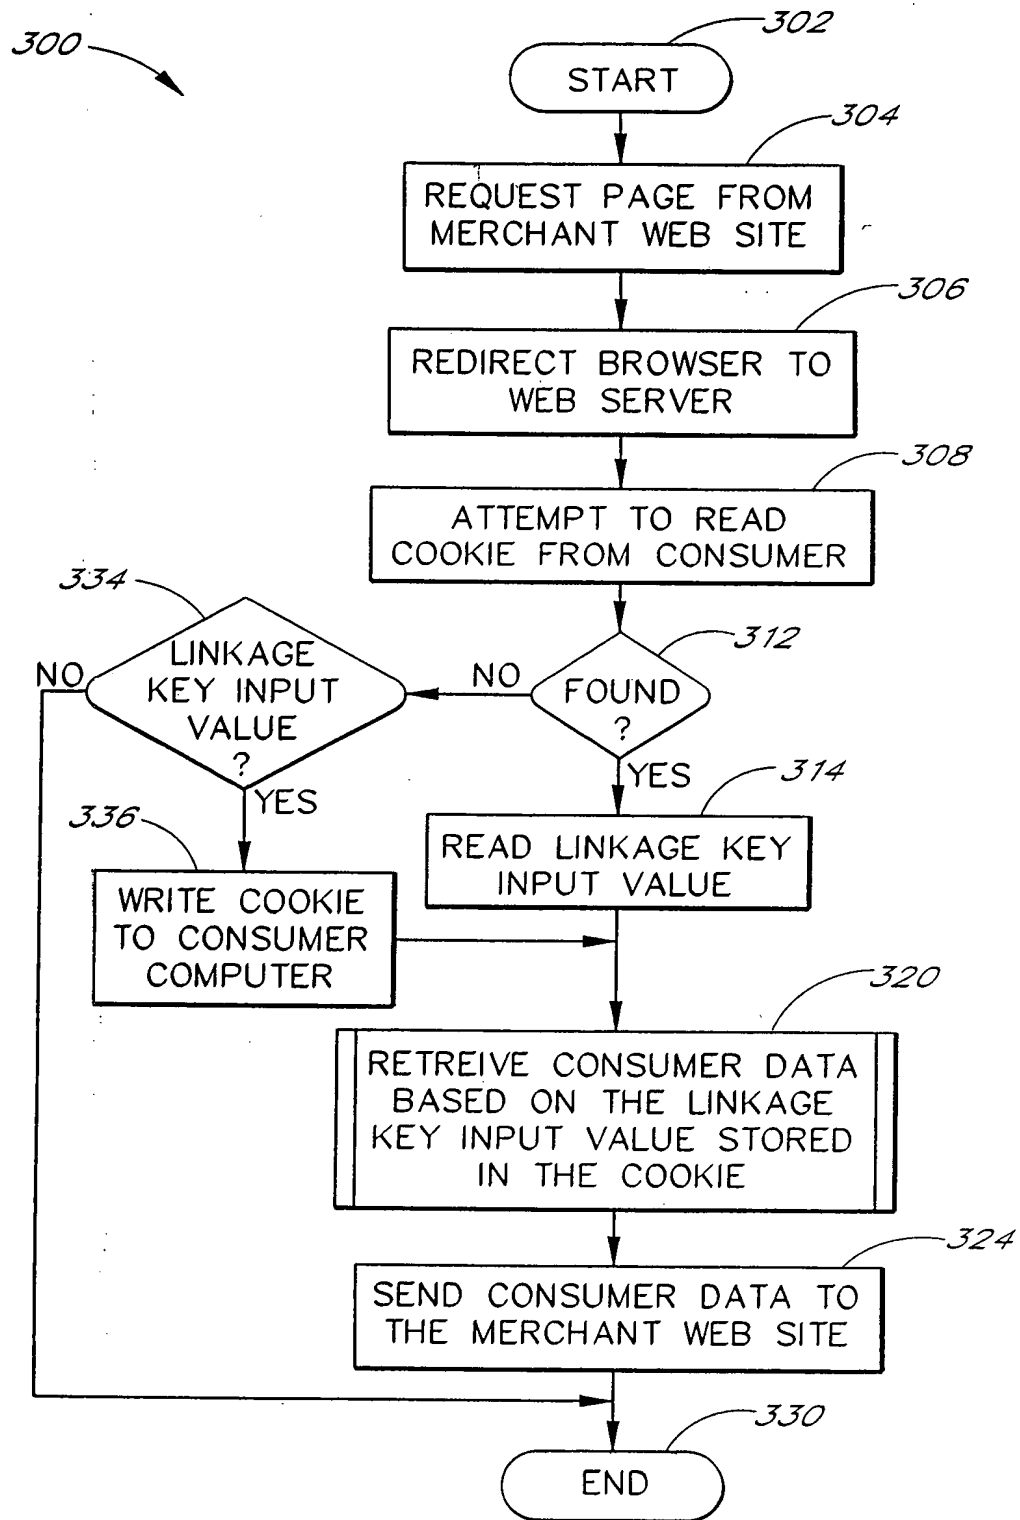 300
302
START
304
REQUEST PAGE FROM
MERCHANT WEB SITE
306
REDIRECT BROWSER TO
WEB SERVER
308
ATTEMPT TO READ
COOKIE FROM CONSUMER
334
LINKAGE
KEY INPUT
VALUE
?
NO
YES
312
FOUND
?
NO
YES
314
READ LINKAGE KEY
INPUT VALUE
336
WRITE COOKIE
TO CONSUMER
COMPUTER
320
RETREIVE CONSUMER DATA
BASED ON THE LINKAGE
KEY INPUT VALUE STORED
IN THE COOKIE
324
SEND CONSUMER DATA TO
THE MERCHANT WEB SITE
330
END